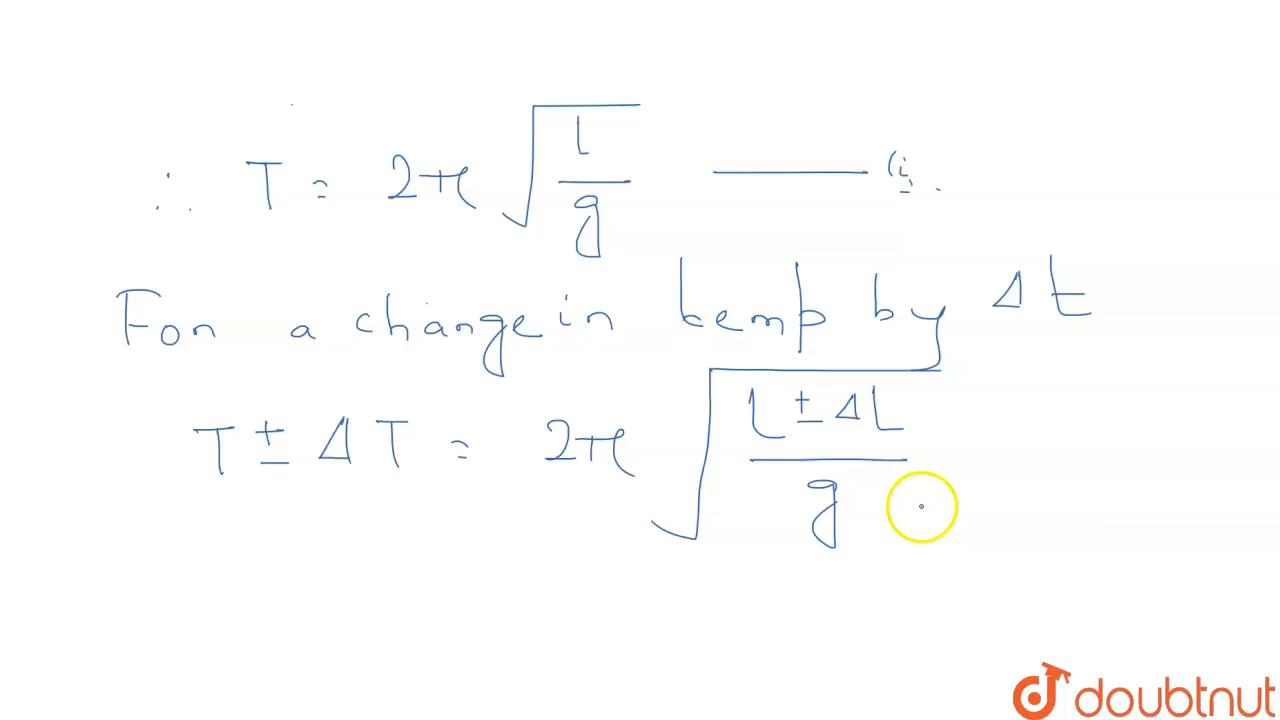 ∴ T = 2π √(l/g) ——— (i).
For a change in temp by Δt
T ± ΔT = 2π √((l ± Δl)/g)
doubtnut